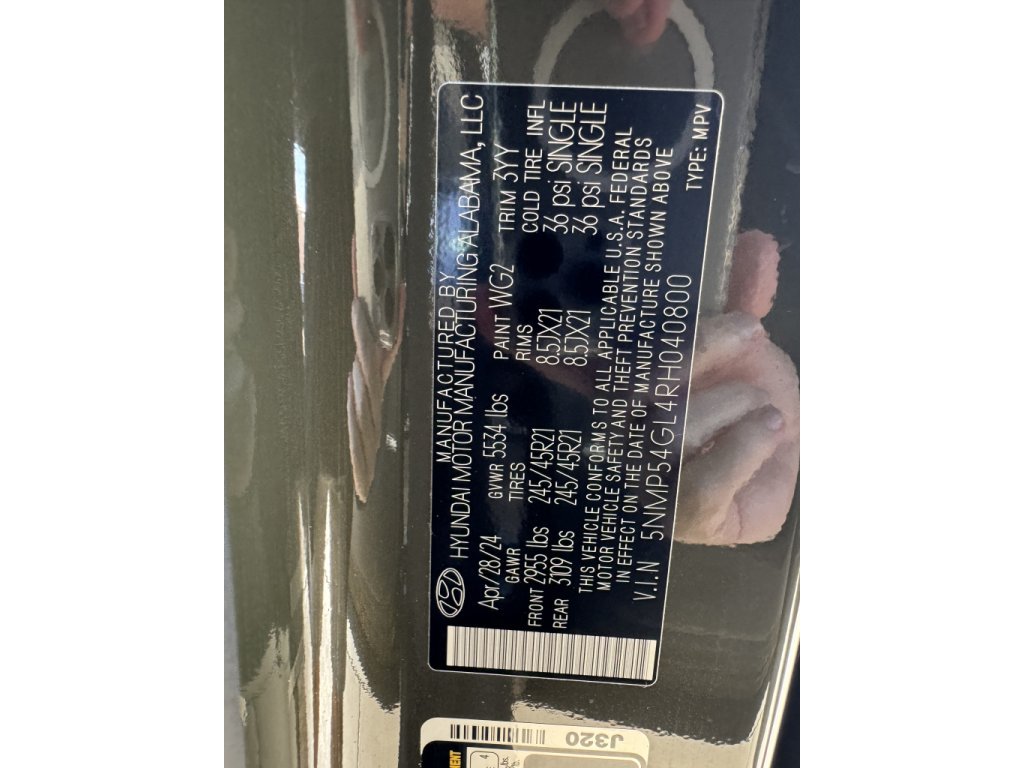 MANUFACTURED BY
HYUNDAI MOTOR MANUFACTURING ALABAMA, LLC
Apr/28/24 GVWR 5534 lbs PAINT WG2 TRIM 3YY
GAWR TIRES RIMS COLD TIRE INFL
FRONT 2955 lbs 245/45R21 8.5JX21 36 psi SINGLE
REAR 3109 lbs 245/45R21 8.5JX21 36 psi SINGLE
THIS VEHICLE CONFORMS TO ALL APPLICABLE U.S.A. FEDERAL
MOTOR VEHICLE SAFETY AND THEFT PREVENTION STANDARDS
IN EFFECT ON THE DATE OF MANUFACTURE SHOWN ABOVE
V.I.N 5NMP54GL4RH040800 TYPE: MPV
J320
4